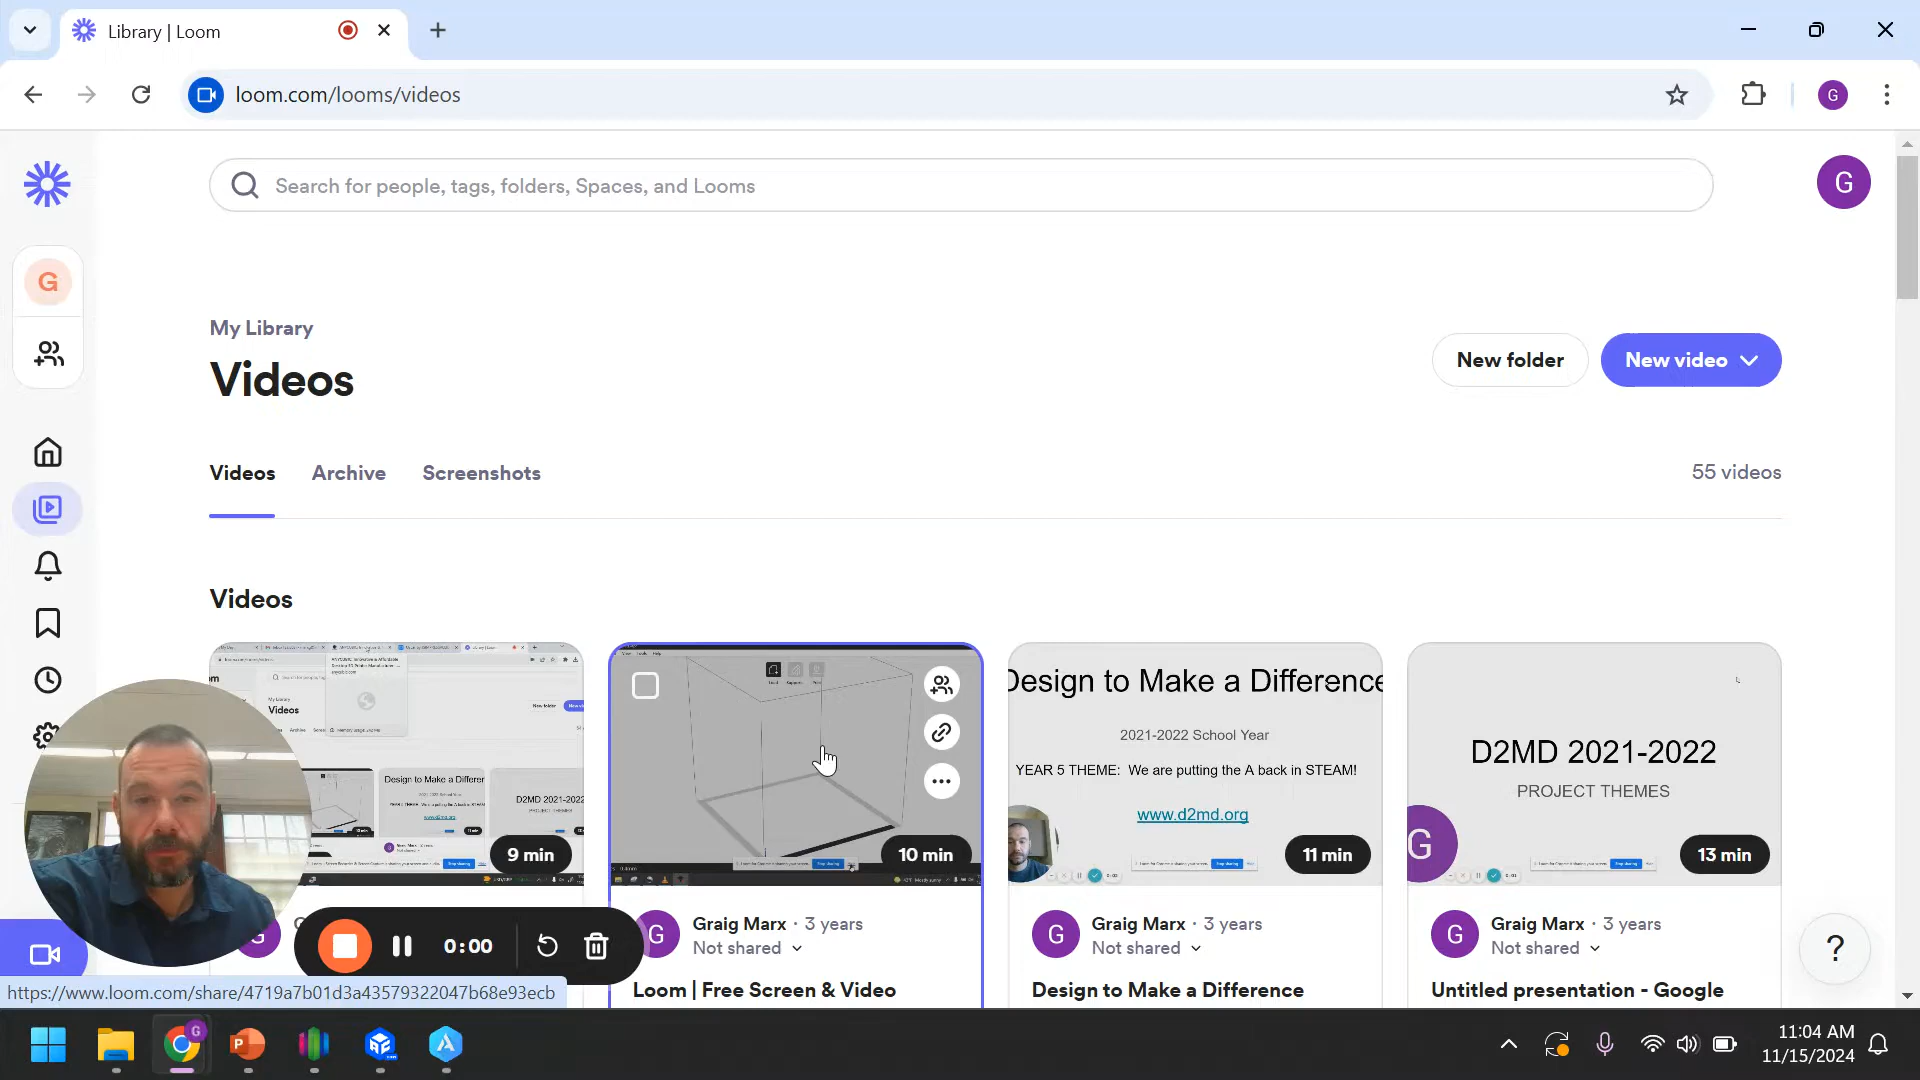 Library | Loom
loom.com/looms/videos
G
Search for people, tags, folders, Spaces, and Looms
G
G
My Library
Videos
New folder
New video
Videos
Archive
Screenshots
55 videos
Videos
My Library
Videos
9 min
10 min
Design to Make a Difference
2021-2022 School Year
YEAR 5 THEME: We are putting the A back in STEAM!
www.d2md.org
11 min
D2MD 2021-2022
PROJECT THEMES
G
13 min
0:00
G
Graig Marx · 3 years
Not shared
Loom | Free Screen & Video
G
Graig Marx · 3 years
Not shared
Design to Make a Difference
G
Graig Marx · 3 years
Not shared
Untitled presentation - Google
?
https://www.loom.com/share/4719a7b01d3a43579322047b68e93ecb
11:04 AM
11/15/2024